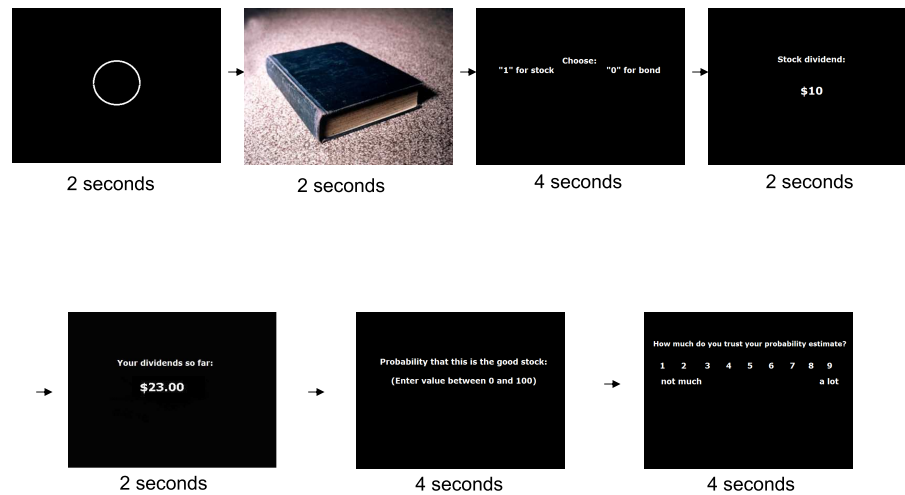 Choose:
"1" for stock "0" for bond
Stock dividend:
$10
2 seconds
2 seconds
4 seconds
2 seconds
Your dividends so far:
$23.00
Probability that this is the good stock:
(Enter value between 0 and 100)
How much do you trust your probability estimate?
1 2 3 4 5 6 7 8 9
not much a lot
2 seconds
4 seconds
4 seconds